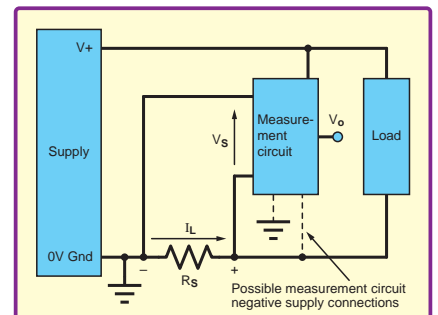 V+
Supply
0V Gnd
Measure-
ment
circuit
Vo
Load
VS
IL
–
RS
+
Possible measurement circuit
negative supply connections